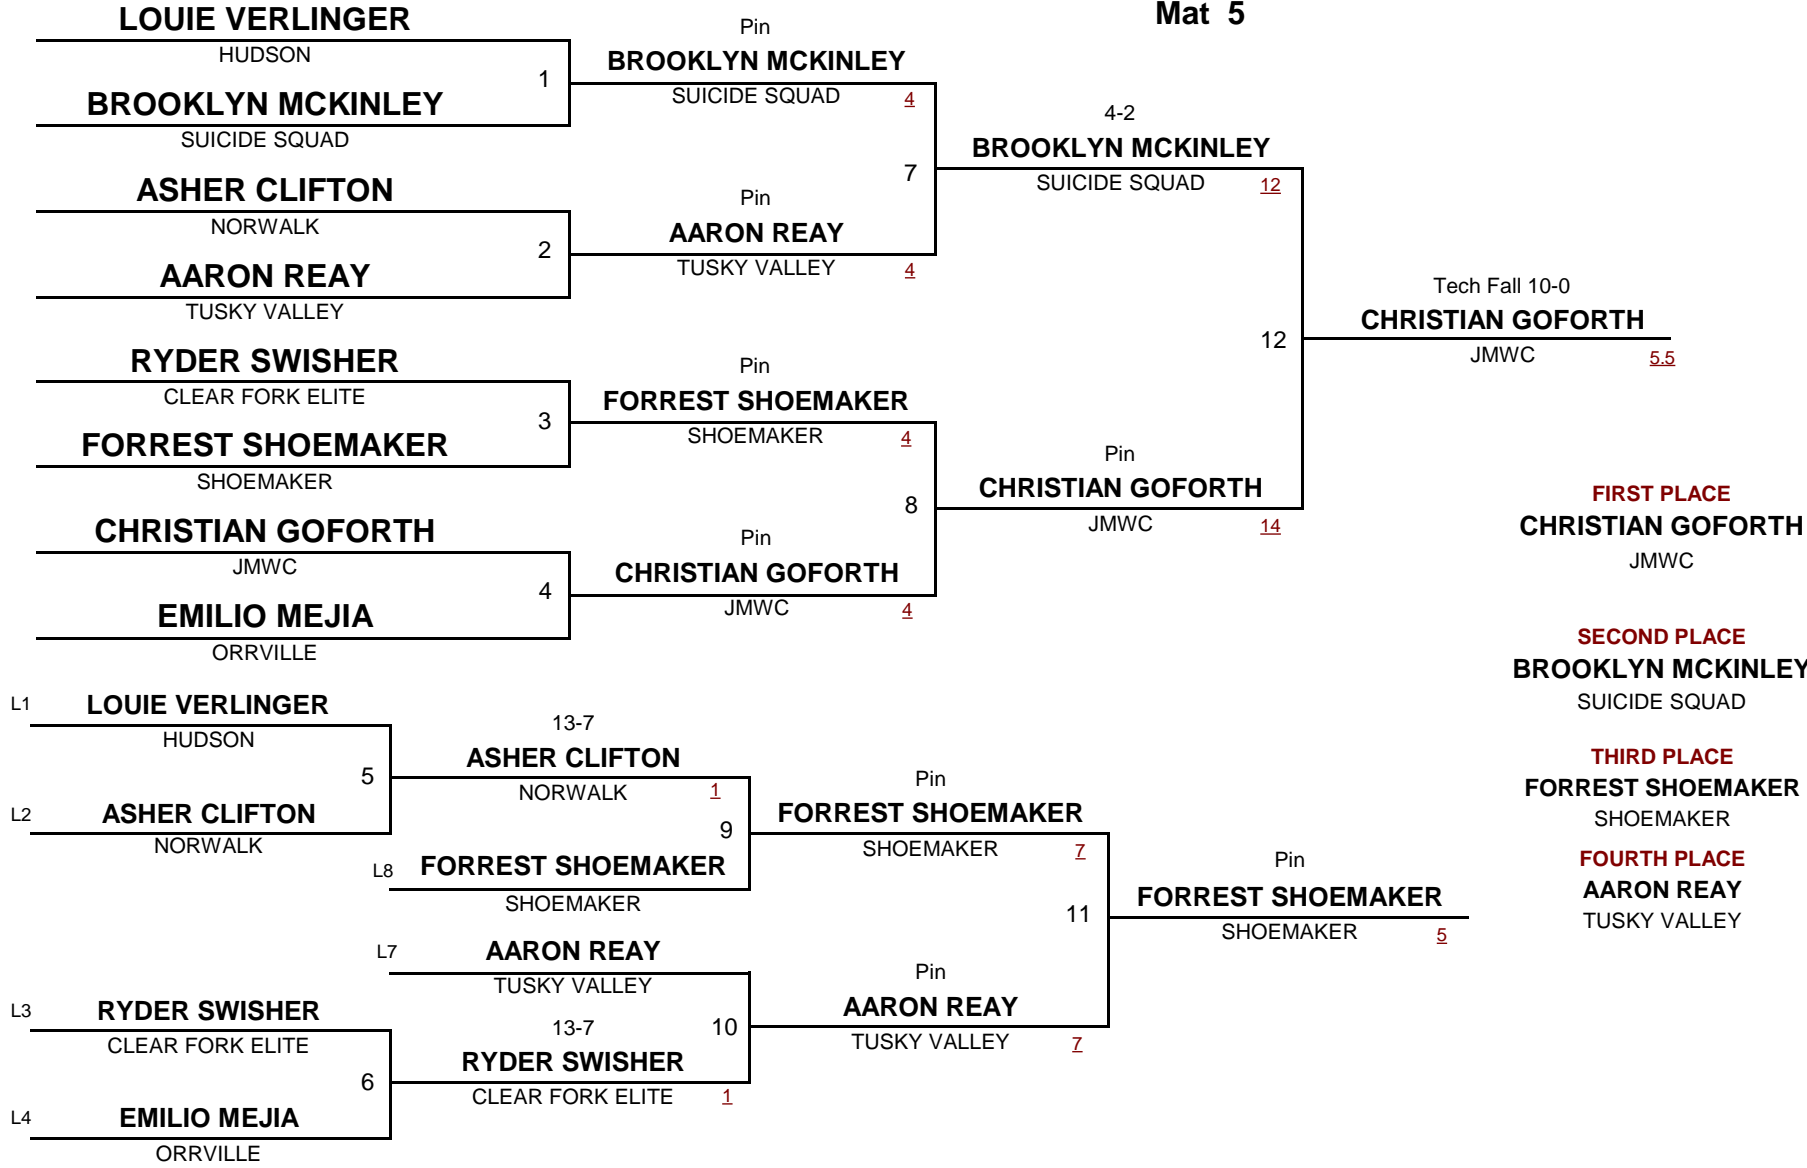 Mat 5
LOUIE VERLINGER
HUDSON
1
BROOKLYN MCKINLEY
SUICIDE SQUAD
ASHER CLIFTON
NORWALK
2
AARON REAY
TUSKY VALLEY
RYDER SWISHER
CLEAR FORK ELITE
3
FORREST SHOEMAKER
SHOEMAKER
CHRISTIAN GOFORTH
JMWC
4
EMILIO MEJIA
ORRVILLE
Pin
BROOKLYN MCKINLEY
SUICIDE SQUAD 4
7
Pin
AARON REAY
TUSKY VALLEY 4
Pin
FORREST SHOEMAKER
SHOEMAKER 4
8
Pin
CHRISTIAN GOFORTH
JMWC 4
4-2
BROOKLYN MCKINLEY
SUICIDE SQUAD 12
12
Pin
CHRISTIAN GOFORTH
JMWC 14
Tech Fall 10-0
CHRISTIAN GOFORTH
JMWC 5.5
FIRST PLACE
CHRISTIAN GOFORTH
JMWC
SECOND PLACE
BROOKLYN MCKINLEY
SUICIDE SQUAD
THIRD PLACE
FORREST SHOEMAKER
SHOEMAKER
FOURTH PLACE
AARON REAY
TUSKY VALLEY
L1 LOUIE VERLINGER
HUDSON
5
L2 ASHER CLIFTON
NORWALK
L3 RYDER SWISHER
CLEAR FORK ELITE
6
L4 EMILIO MEJIA
ORRVILLE
13-7
ASHER CLIFTON
NORWALK 1
9
L8 FORREST SHOEMAKER
SHOEMAKER
L7 AARON REAY
TUSKY VALLEY
13-7 10
RYDER SWISHER
CLEAR FORK ELITE 1
Pin
FORREST SHOEMAKER
SHOEMAKER 7
11
Pin
AARON REAY
TUSKY VALLEY 7
Pin
FORREST SHOEMAKER
SHOEMAKER 5